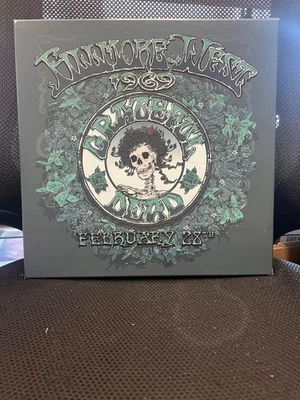 FILLMORE WEST
1969
GRATEFUL
DEAD
FEBRUARY 28TH